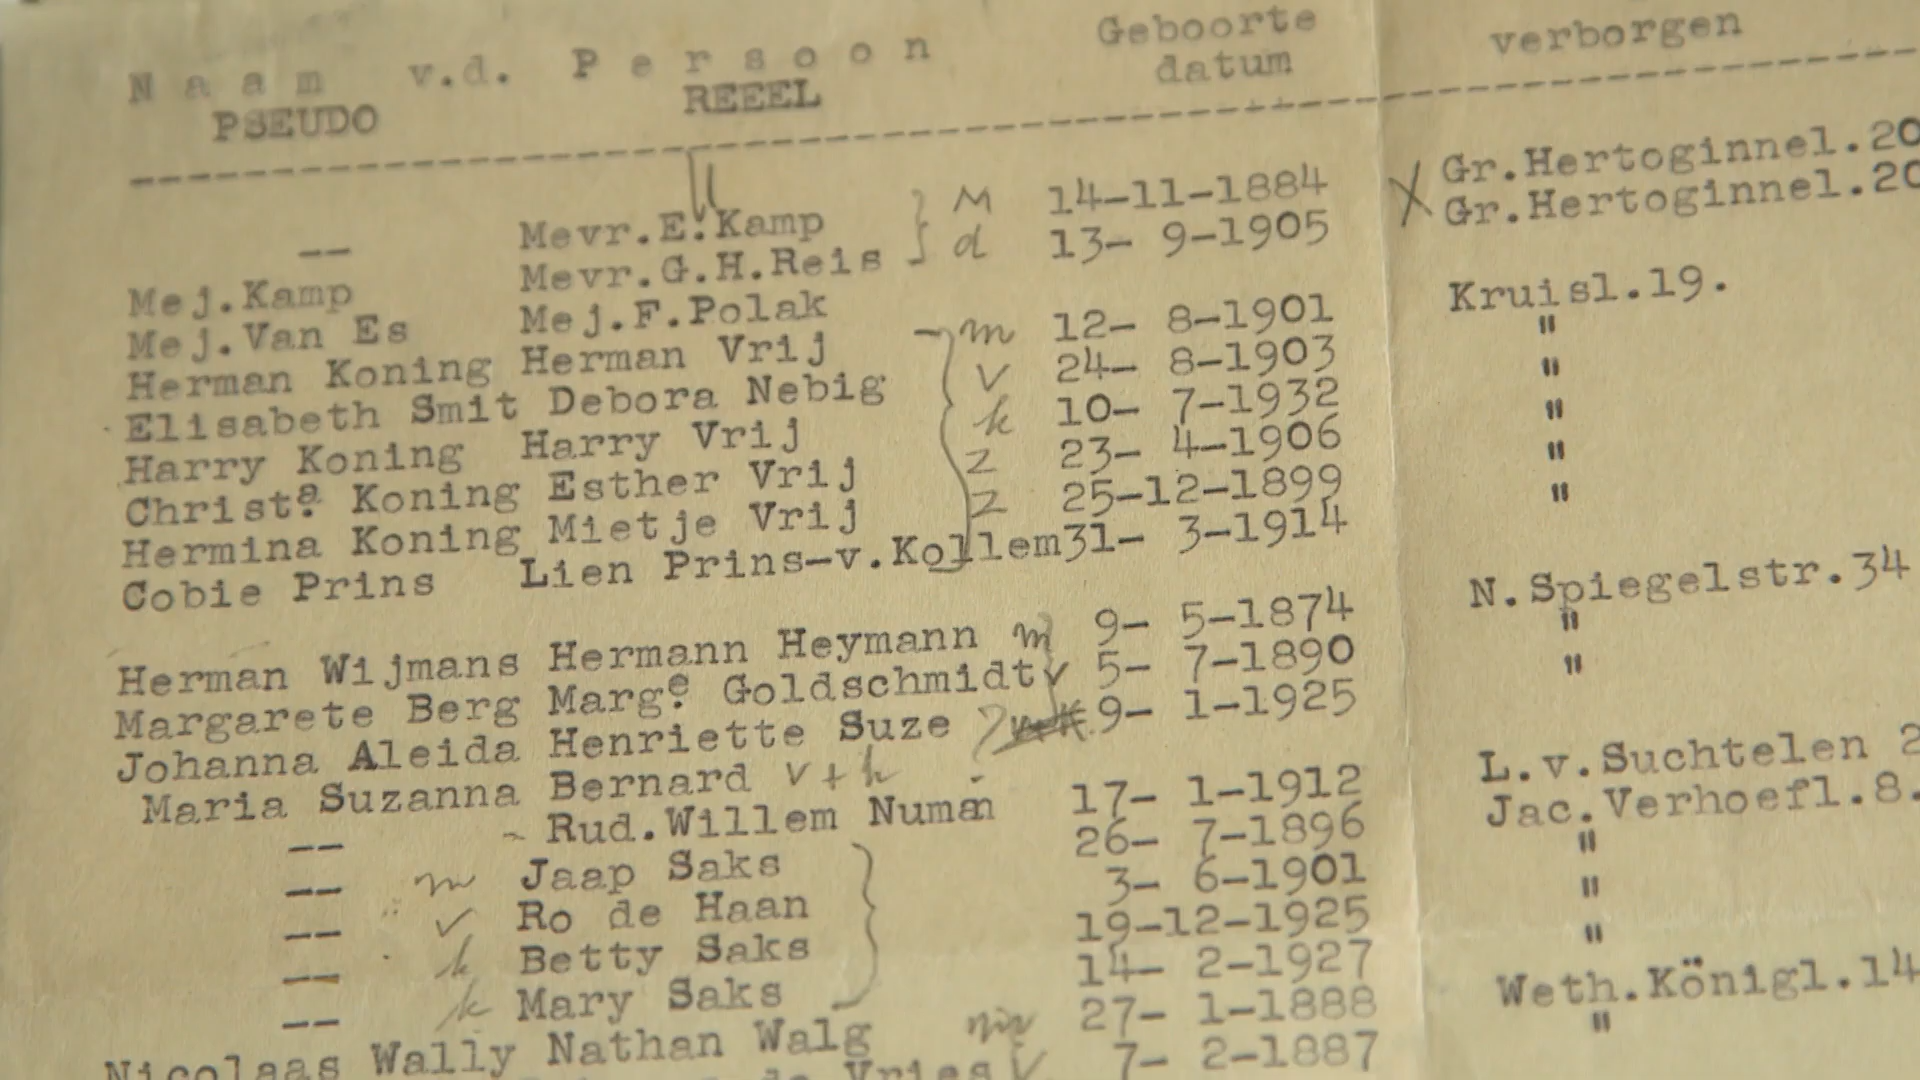 Naam v.d. Persoon Geboorte datum verborgen
PSEUDO REEEL
-- Mevr.E.Kamp M 14-11-1884 X Gr.Hertoginnel.20
Mej.Kamp Mevr.G.H.Reis d 13- 9-1905 Gr.Hertoginnel.20
Mej.Van Es Mej.F.Polak
Herman Koning Herman Vrij m 12- 8-1901 Kruisl.19.
Elisabeth Smit Debora Nebig v 24- 8-1903 "
Harry Koning Harry Vrij k 10- 7-1932 "
Christ.a Koning Esther Vrij z 23- 4-1906 "
Hermina Koning Mietje Vrij z 25-12-1899 "
Cobie Prins Lien Prins-v.Kollem 31- 3-1914 "
Herman Wijmans Hermann Heymann m 9- 5-1874 N.Spiegelstr.34
Margarete Berg Marg.e Goldschmidt v 5- 7-1890 "
Johanna Aleida Henriette Suze 9- 1-1925 "
Maria Suzanna Bernard v + k
-- Rud.Willem Numan 17- 1-1912 L.v.Suchtelen 2
-- m Jaap Saks 26- 7-1896 Jac.Verhoefl.8.
-- v Ro de Haan 3- 6-1901 "
-- k Betty Saks 19-12-1925 "
-- k Mary Saks 14- 2-1927 "
Nicolaas Wally Nathan Walg 27- 1-1888 Weth.Königl.14
de Vries v 7- 2-1887 "